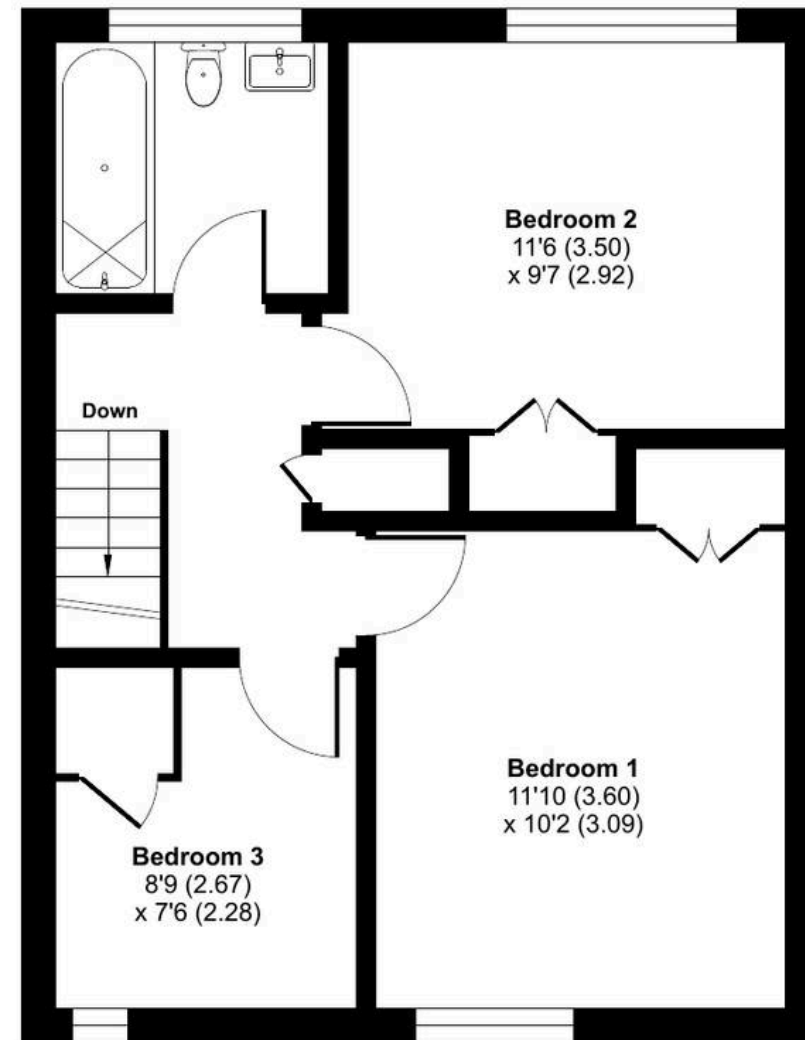 Bedroom 2
11'6 (3.50)
x 9'7 (2.92)
Down
Bedroom 1
11'10 (3.60)
x 10'2 (3.09)
Bedroom 3
8'9 (2.67)
x 7'6 (2.28)